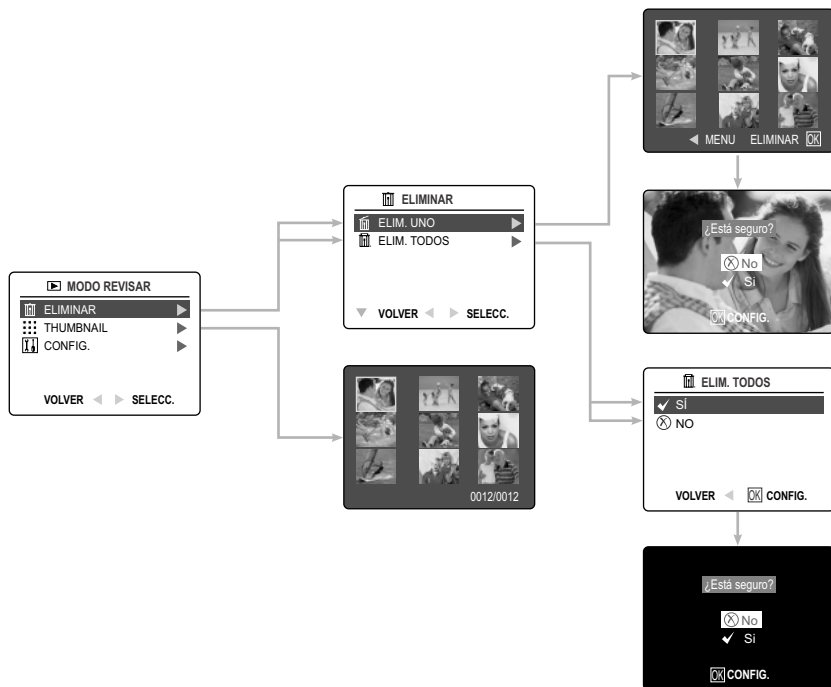 MENU ELIMINAR OK
ELIMINAR
ELIM. UNO
ELIM. TODOS
VOLVER SELECC.
¿Está seguro?
No
Si
OK CONFIG.
MODO REVISAR
ELIMINAR
THUMBNAIL
CONFIG.
VOLVER SELECC.
0012/0012
ELIM. TODOS
SÍ
NO
VOLVER OK CONFIG.
¿Está seguro?
No
Si
OK CONFIG.